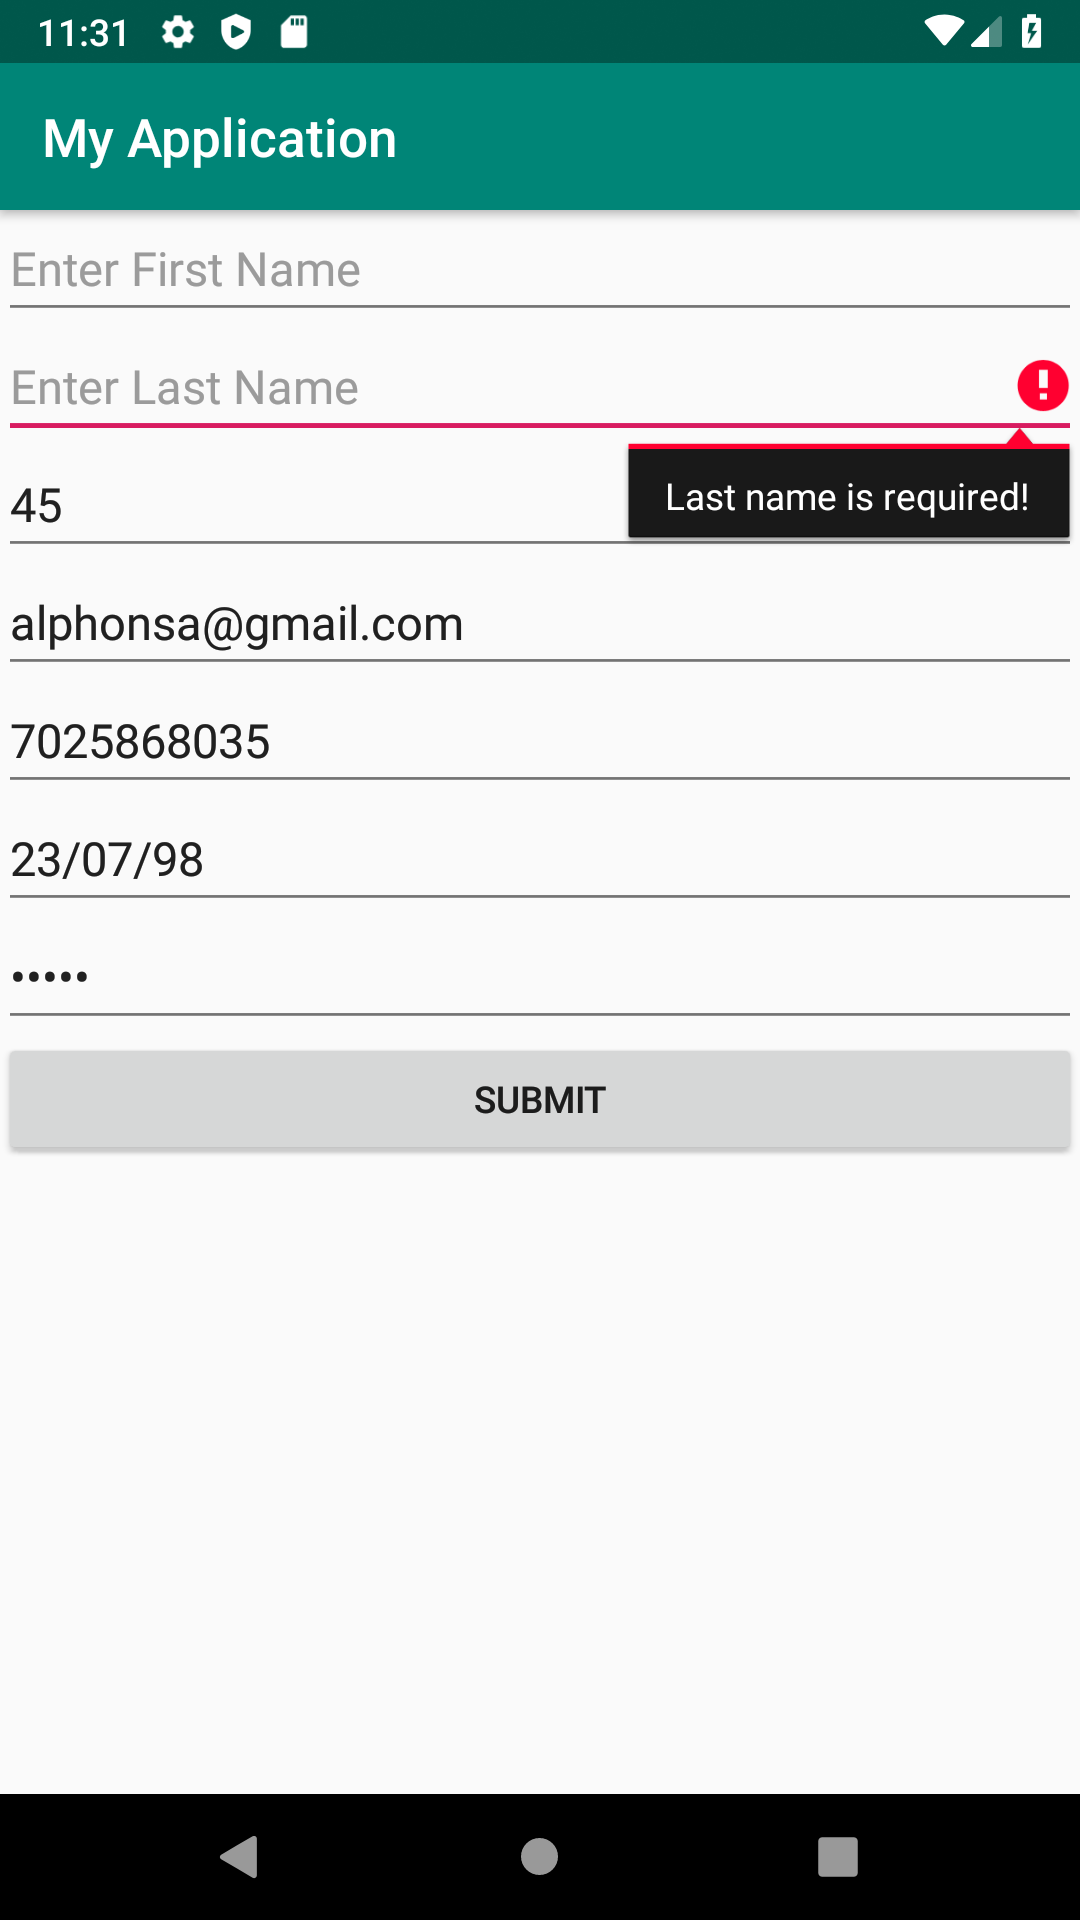 11:31
My Application
Enter First Name
Enter Last Name
Last name is required!
45
alphonsa@gmail.com
7025868035
23/07/98
•••••
SUBMIT